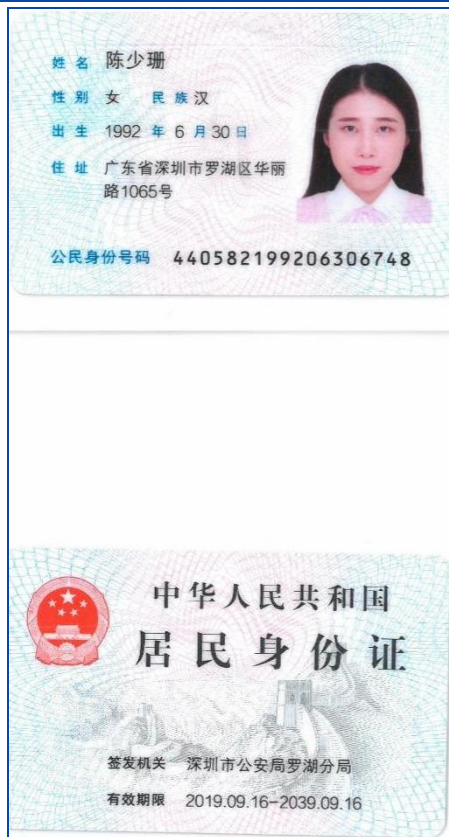 姓 名 陈少珊
性 别 女 民 族 汉
出 生 1992 年 6 月 30 日
住 址 广东省深圳市罗湖区华丽
路1065号
公民身份号码 440582199206306748
中华人民共和国
居民身份证
签发机关 深圳市公安局罗湖分局
有效期限 2019.09.16-2039.09.16